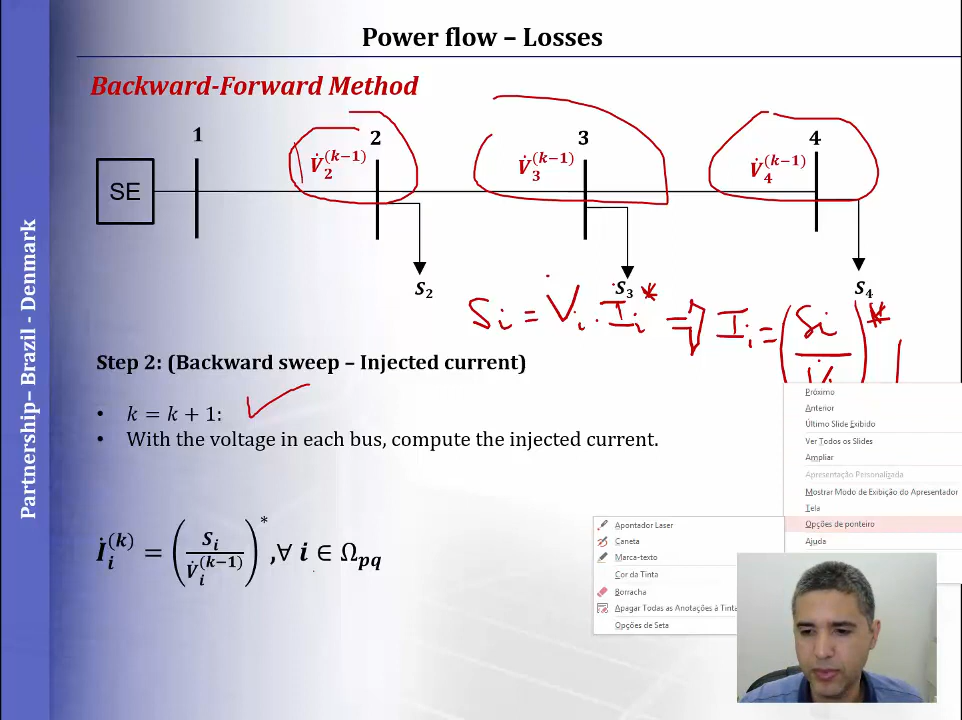 Power flow – Losses
Backward-Forward Method
1
2
3
4
V̇₂^(k−1)
V̇₃^(k−1)
V̇₄^(k−1)
SE
S₂
S₃
S₄
Sᵢ = V̇ᵢ . İᵢ* ⇒ İᵢ = (Sᵢ / V̇ᵢ)*
Step 2: (Backward sweep – Injected current)
• k = k + 1:
• With the voltage in each bus, compute the injected current.
İᵢ^(k) = (Sᵢ / V̇ᵢ^(k−1))* ,∀ i ∈ Ω_pq
Partnership– Brazil - Denmark
Próximo
Anterior
Último Slide Exibido
Ver Todos os Slides
Ampliar
Apresentação Personalizada
Mostrar Modo de Exibição do Apresentador
Tela
Opções de ponteiro
Ajuda
Apontador Laser
Caneta
Marca-texto
Cor da Tinta
Borracha
Apagar Todas as Anotações à Tinta
Opções de Seta